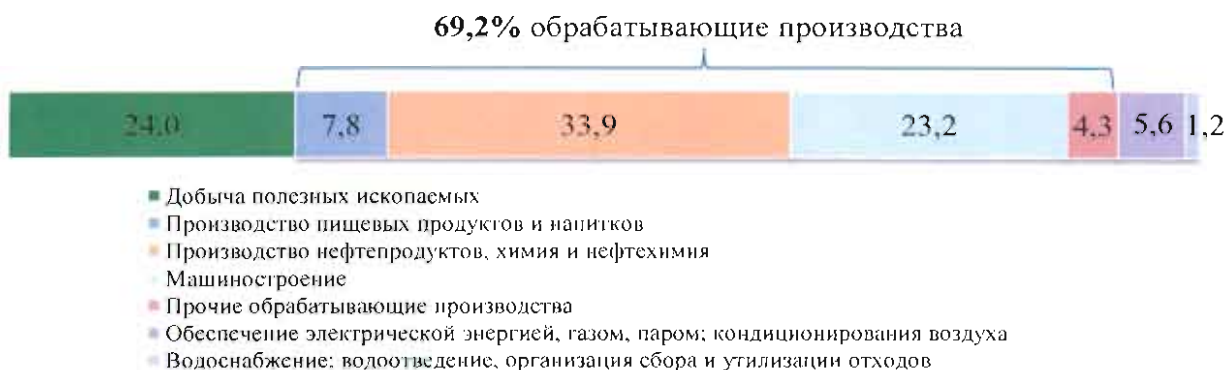 69,2% обрабатывающие производства
24,0 7,8 33,9 23,2 4,3 5,6 1,2
Добыча полезных ископаемых
Производство пищевых продуктов и напитков
Производство нефтепродуктов, химия и нефтехимия
Машиностроение
Прочие обрабатывающие производства
Обеспечение электрической энергией, газом, паром; кондиционирования воздуха
Водоснабжение: водоотведение, организация сбора и утилизации отходов